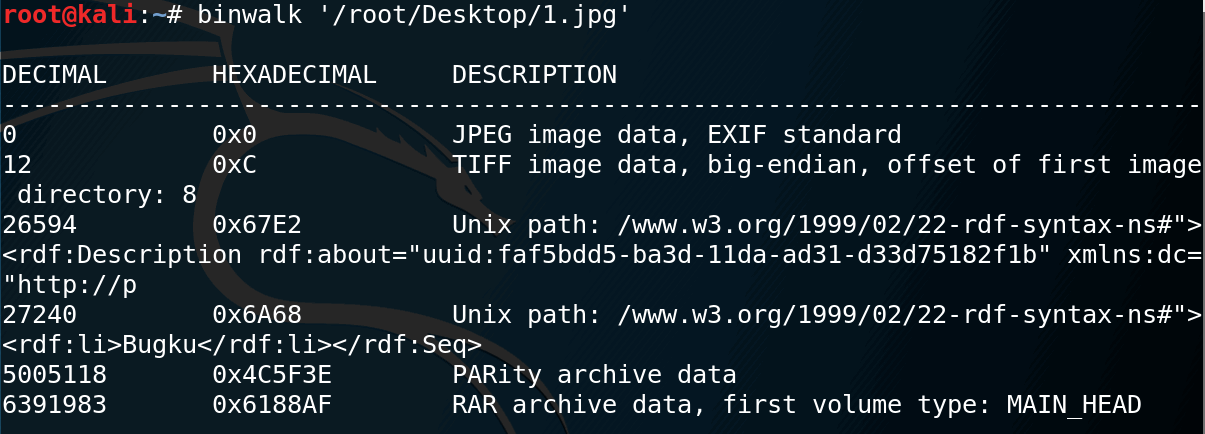 root@kali:~# binwalk '/root/Desktop/1.jpg'
DECIMAL       HEXADECIMAL     DESCRIPTION
--------------------------------------------------------------------------------
0             0x0             JPEG image data, EXIF standard
12            0xC             TIFF image data, big-endian, offset of first image
 directory: 8
26594         0x67E2          Unix path: /www.w3.org/1999/02/22-rdf-syntax-ns#">
<rdf:Description rdf:about="uuid:faf5bdd5-ba3d-11da-ad31-d33d75182f1b" xmlns:dc=
"http://p
27240         0x6A68          Unix path: /www.w3.org/1999/02/22-rdf-syntax-ns#">
<rdf:li>Bugku</rdf:li></rdf:Seq>
5005118       0x4C5F3E        PARity archive data
6391983       0x6188AF        RAR archive data, first volume type: MAIN_HEAD